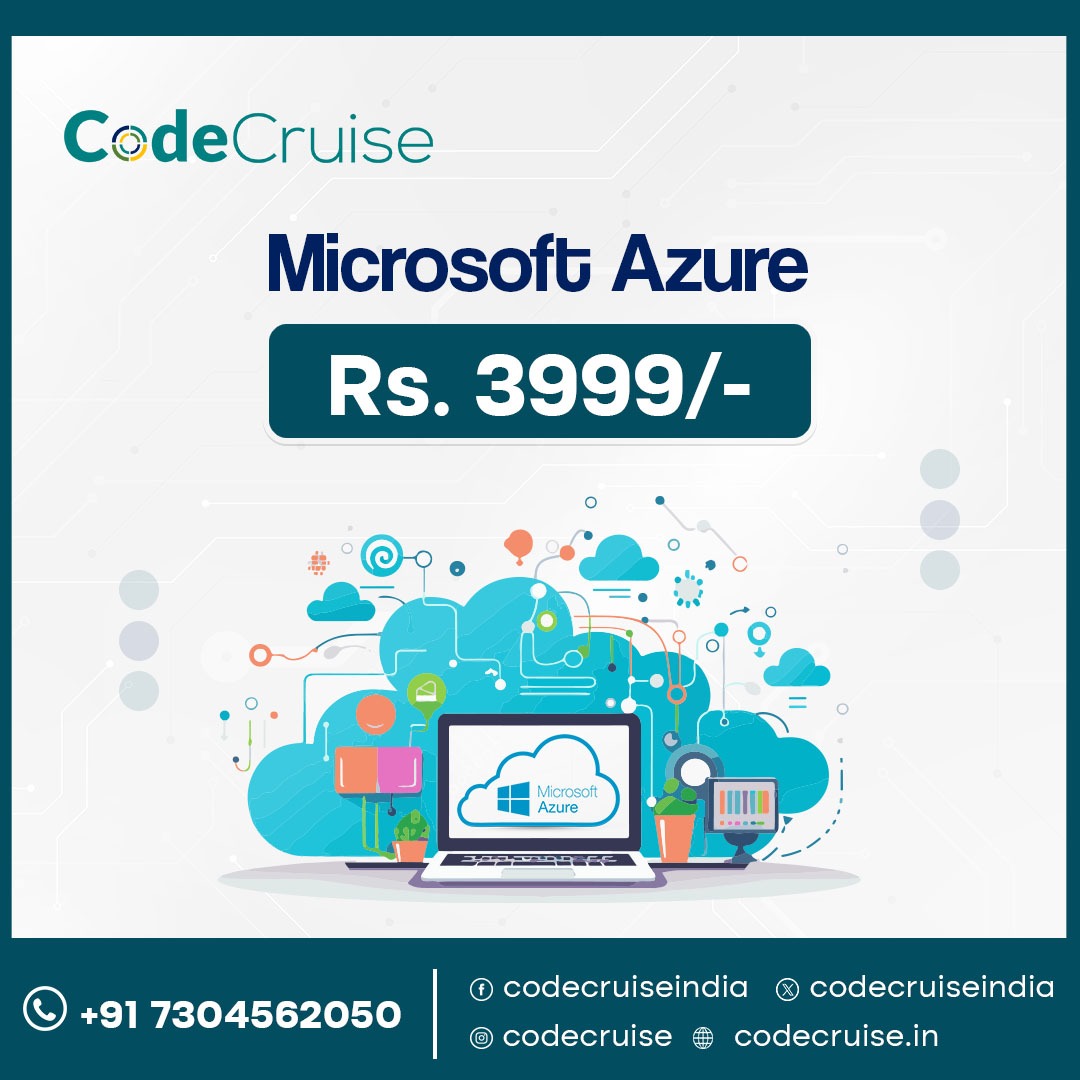 CodeCruise
Microsoft Azure
Rs. 3999/-
Microsoft
Azure
+91 7304562050
codecruiseindia
codecruiseindia
codecruise
codecruise.in